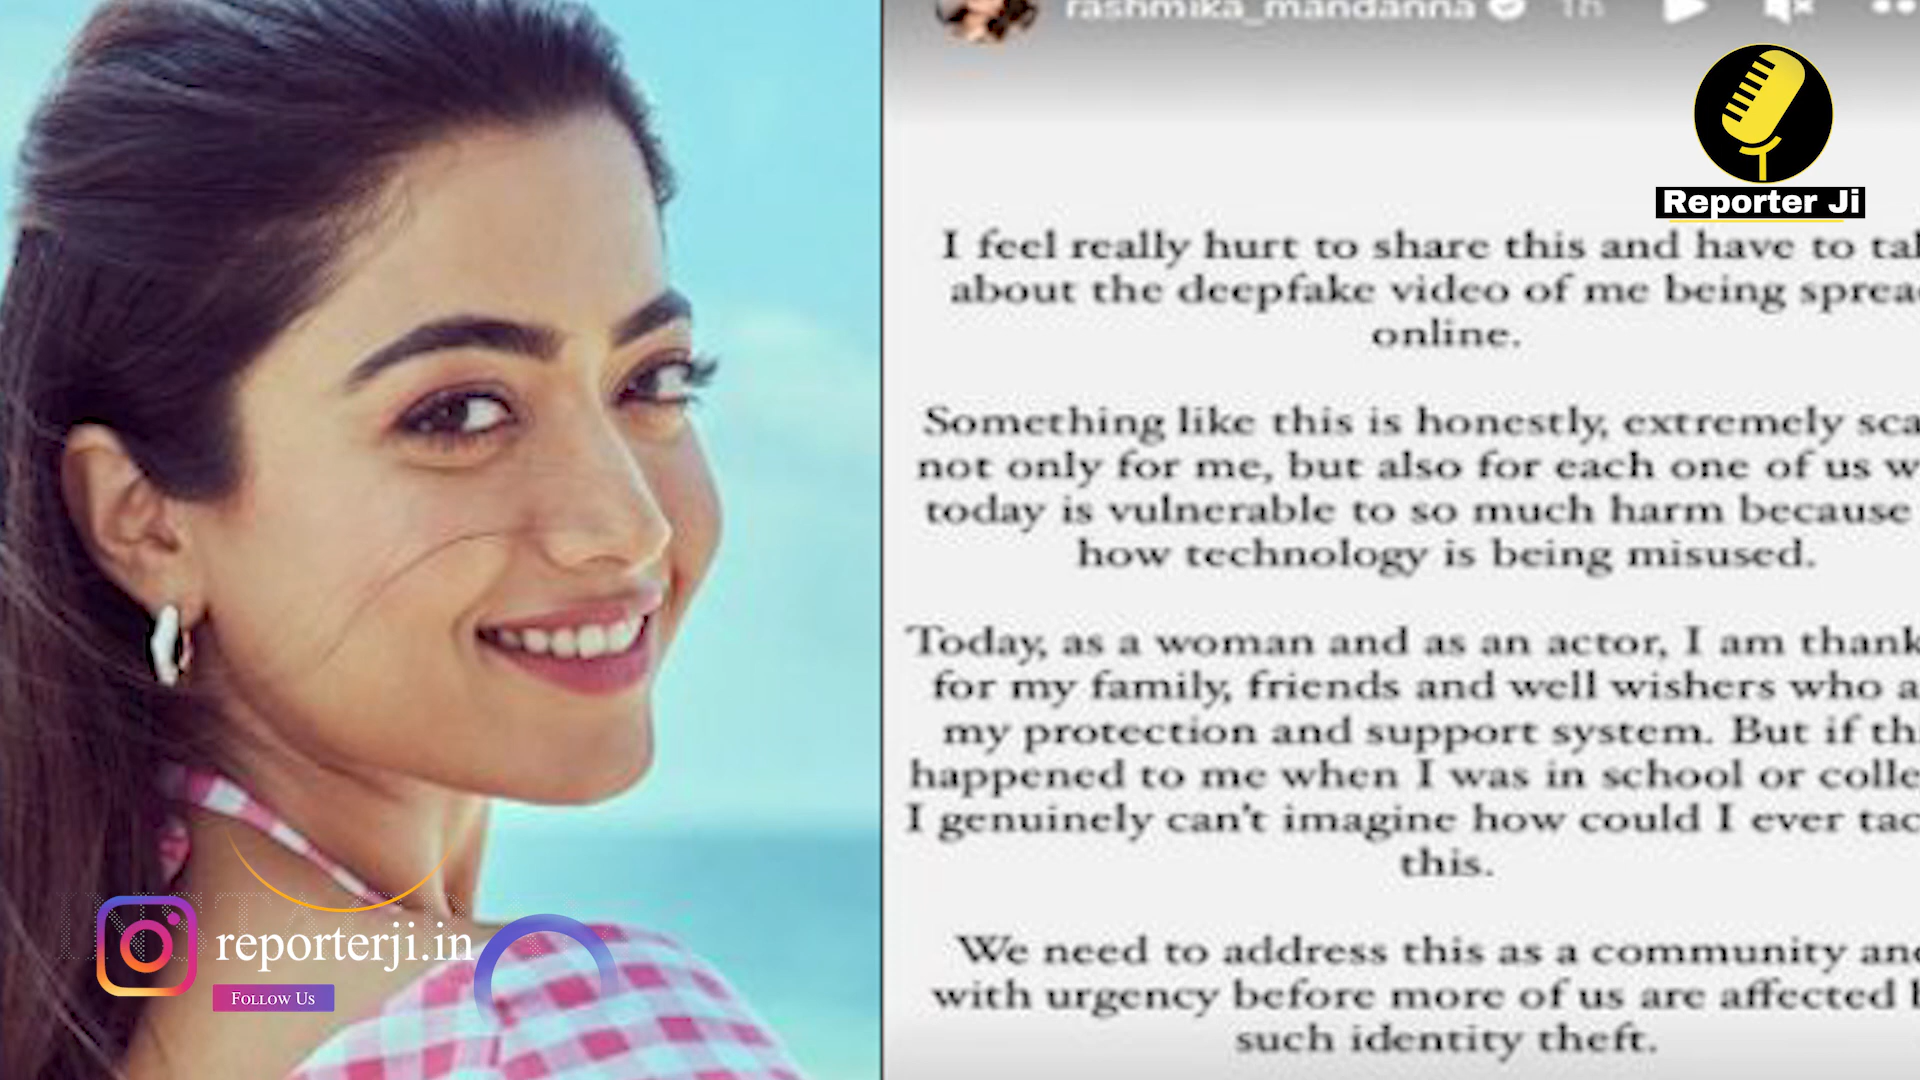 rashmika_mandanna 1h
Reporter Ji
I feel really hurt to share this and have to
about the deepfake video of me being
online.
Something like this is honestly, extremely
not only for me, but also for each one of us
today is vulnerable to so much harm because
how technology is being misused.
Today, as a woman and as an actor, I am
for my family, friends and well wishers who
my protection and support system. But if
happened to me when I was in school or
I genuinely can't imagine how could I ever
this.
We need to address this as a community
with urgency before more of us are affected
such identity theft.
reporterji.in
Follow Us